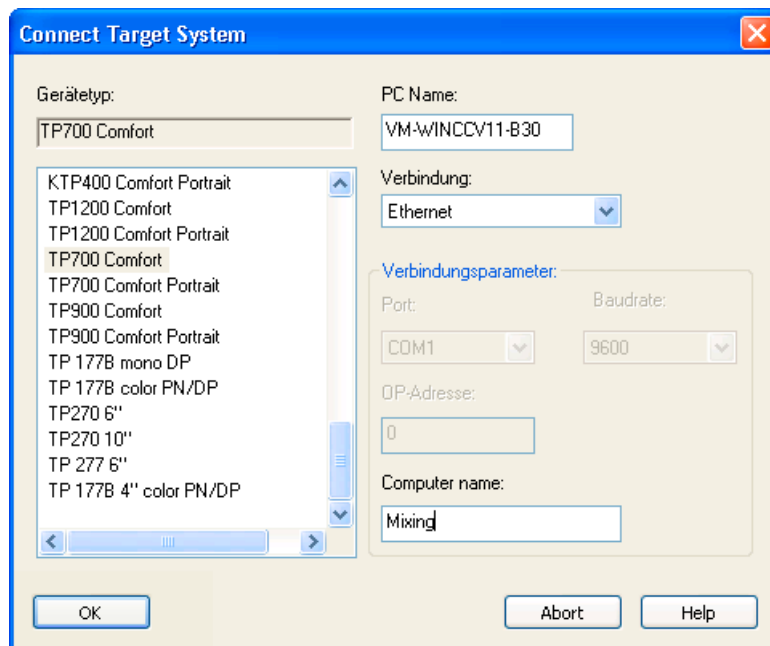 Connect Target System
Gerätetyp:
TP700 Comfort
KTP400 Comfort Portrait
TP1200 Comfort
TP1200 Comfort Portrait
TP700 Comfort
TP700 Comfort Portrait
TP900 Comfort
TP900 Comfort Portrait
TP 177B mono DP
TP 177B color PN/DP
TP270 6"
TP270 10"
TP 277 6"
TP 177B 4" color PN/DP
PC Name:
VM-WINCCV11-B30
Verbindung:
Ethernet
Verbindungsparameter:
Port:
Baudrate:
COM1
9600
OP-Adresse:
0
Computer name:
Mixing
OK
Abort
Help